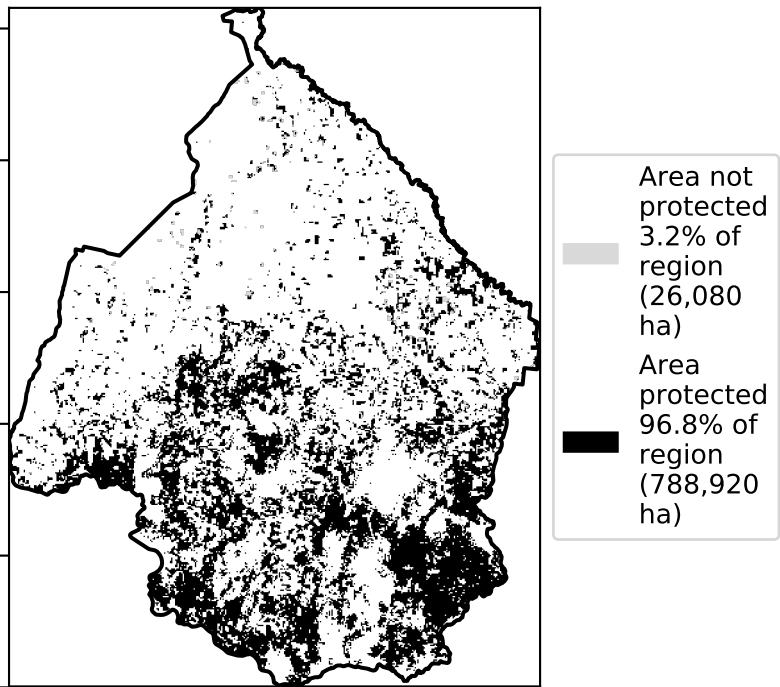 Area not
protected
3.2% of
region
(26,080
ha)
Area
protected
96.8% of
region
(788,920
ha)